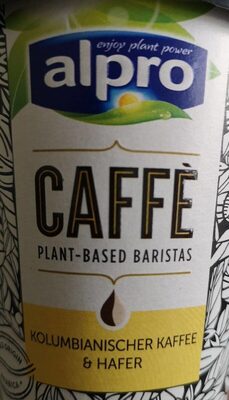 enjoy plant power
alpro
CAFFÈ
PLANT-BASED BARISTAS
KOLUMBIANISCHER KAFFEE
& HAFER